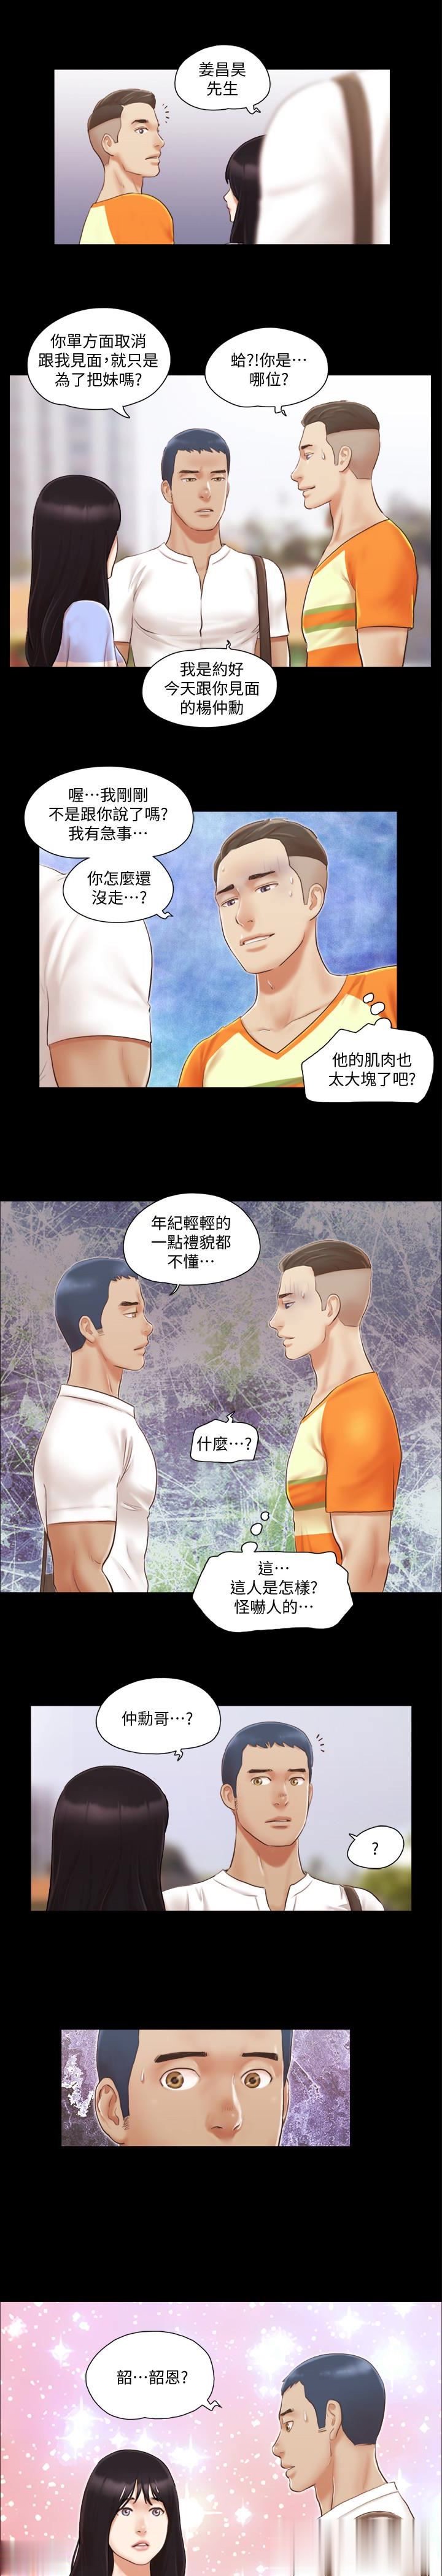 姜昌昊
先生
你單方面取消
跟我見面，就只是
為了把妹嗎?
蛤?!你是…
哪位?
我是約好
今天跟你見面
的楊仲勳
喔…我剛剛
不是跟你說了嗎?
我有急事…
你怎麼還
沒走…?
他的肌肉也
太大塊了吧?
年紀輕輕的
一點禮貌都
不懂…
什麼…?
這…
這人是怎樣?
怪嚇人的…
仲勳哥…?
?
韶…韶恩?